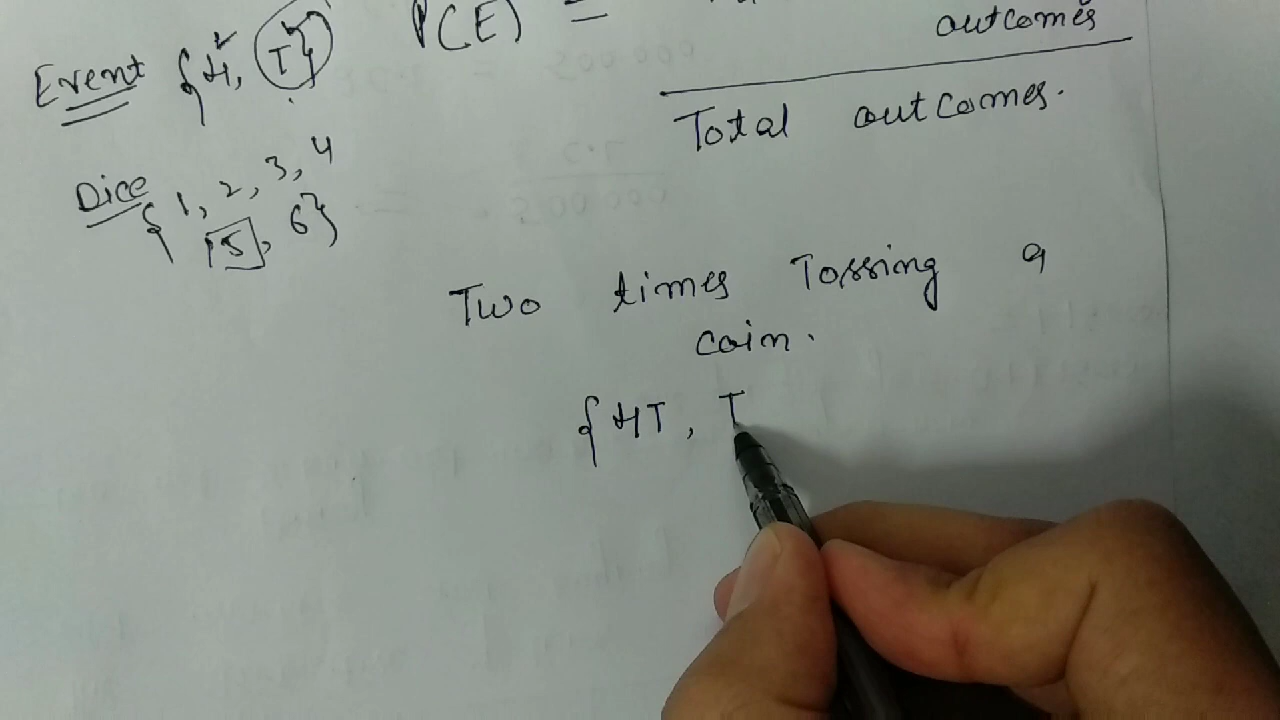 P(E) =
outcomes
Total outcomes.
Event {H, T}
Dice
{1, 2, 3, 4
5, 6}
Two times Tossing a
coin.
{HT, T